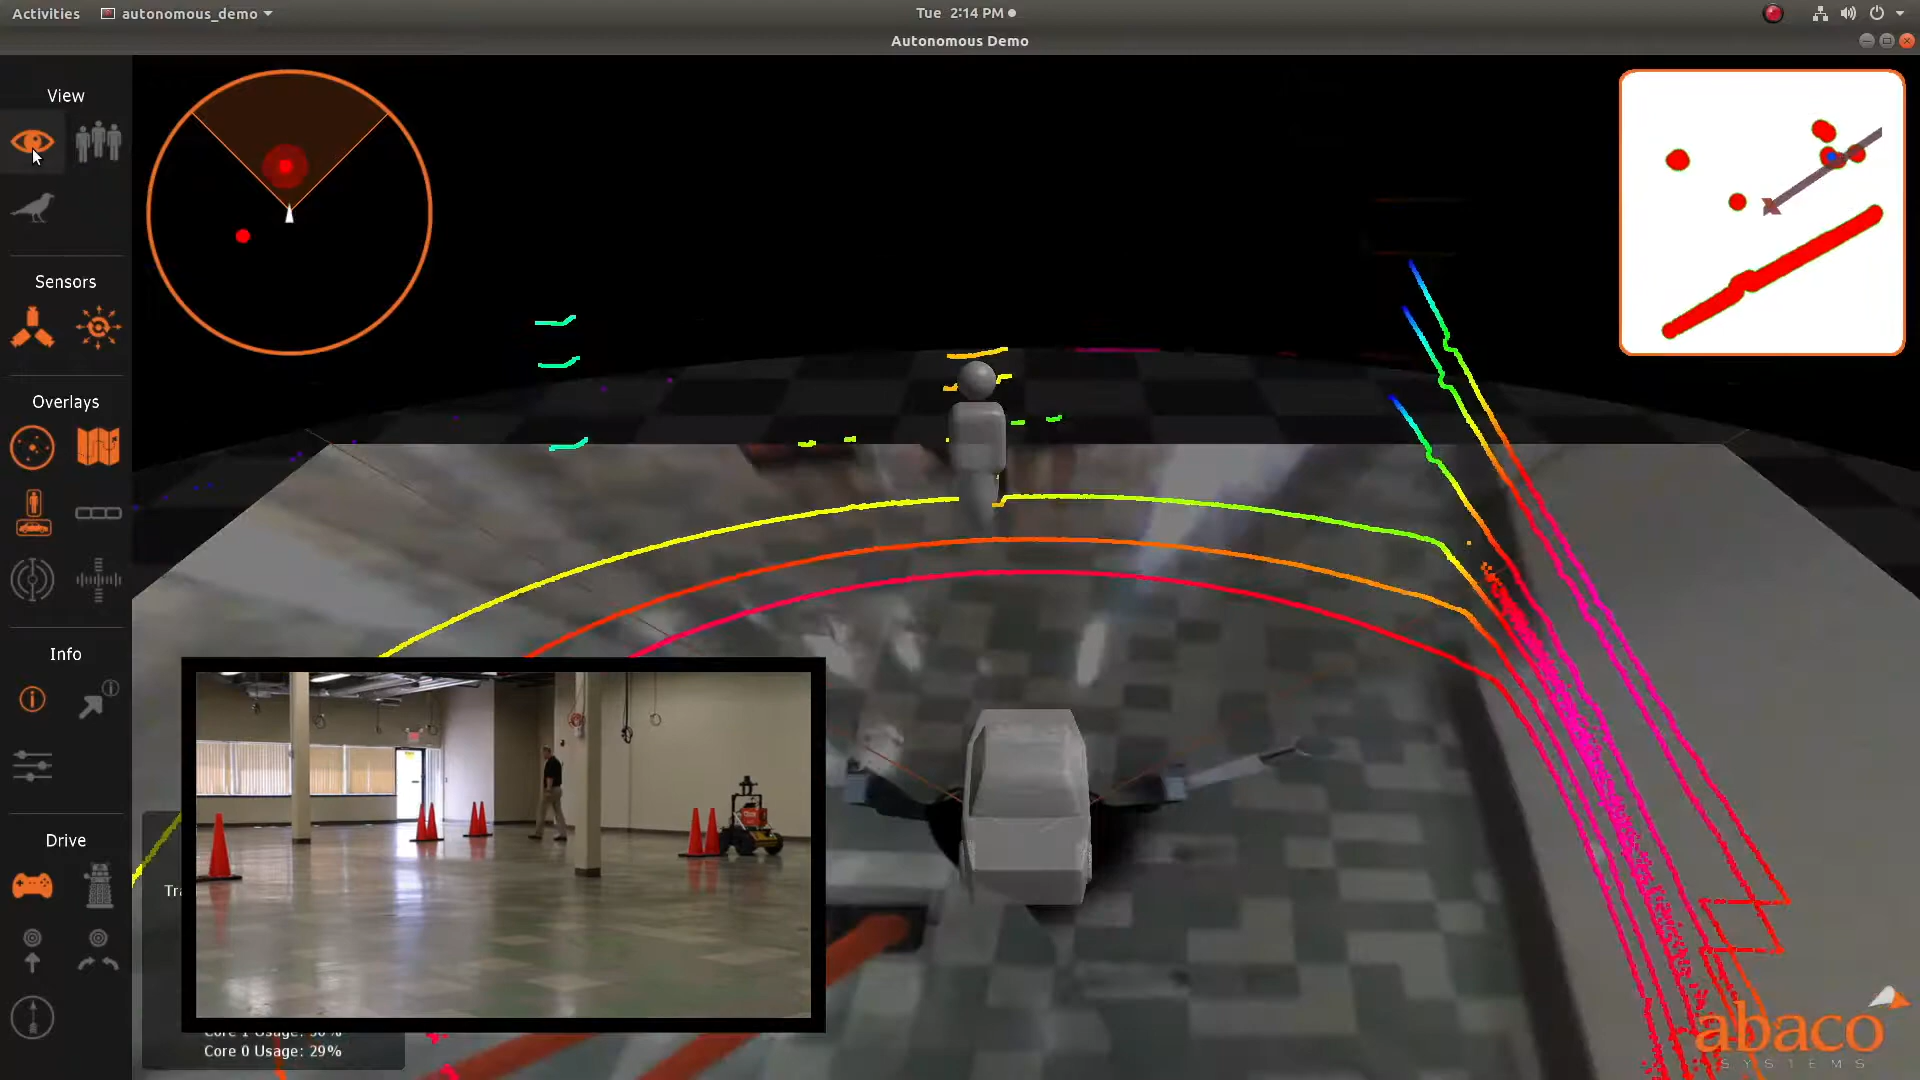 Activities
autonomous_demo
Tue 2:14 PM
Autonomous Demo
View
Sensors
Overlays
Info
Drive
Core 0 Usage: 29%
abaco
SYSTEMS